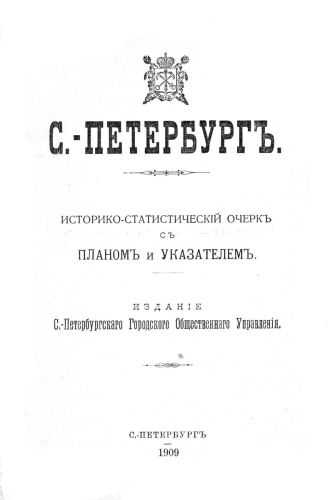 С.-ПЕТЕРБУРГЪ.
ИСТОРИКО-СТАТИСТИЧЕСКІЙ ОЧЕРКЪ
СЪ
ПЛАНОМЪ и УКАЗАТЕЛЕМЪ.
ИЗДАНІЕ
С.-Петербургскаго Городского Общественнаго Управленія.
С.-ПЕТЕРБУРГЪ
1909